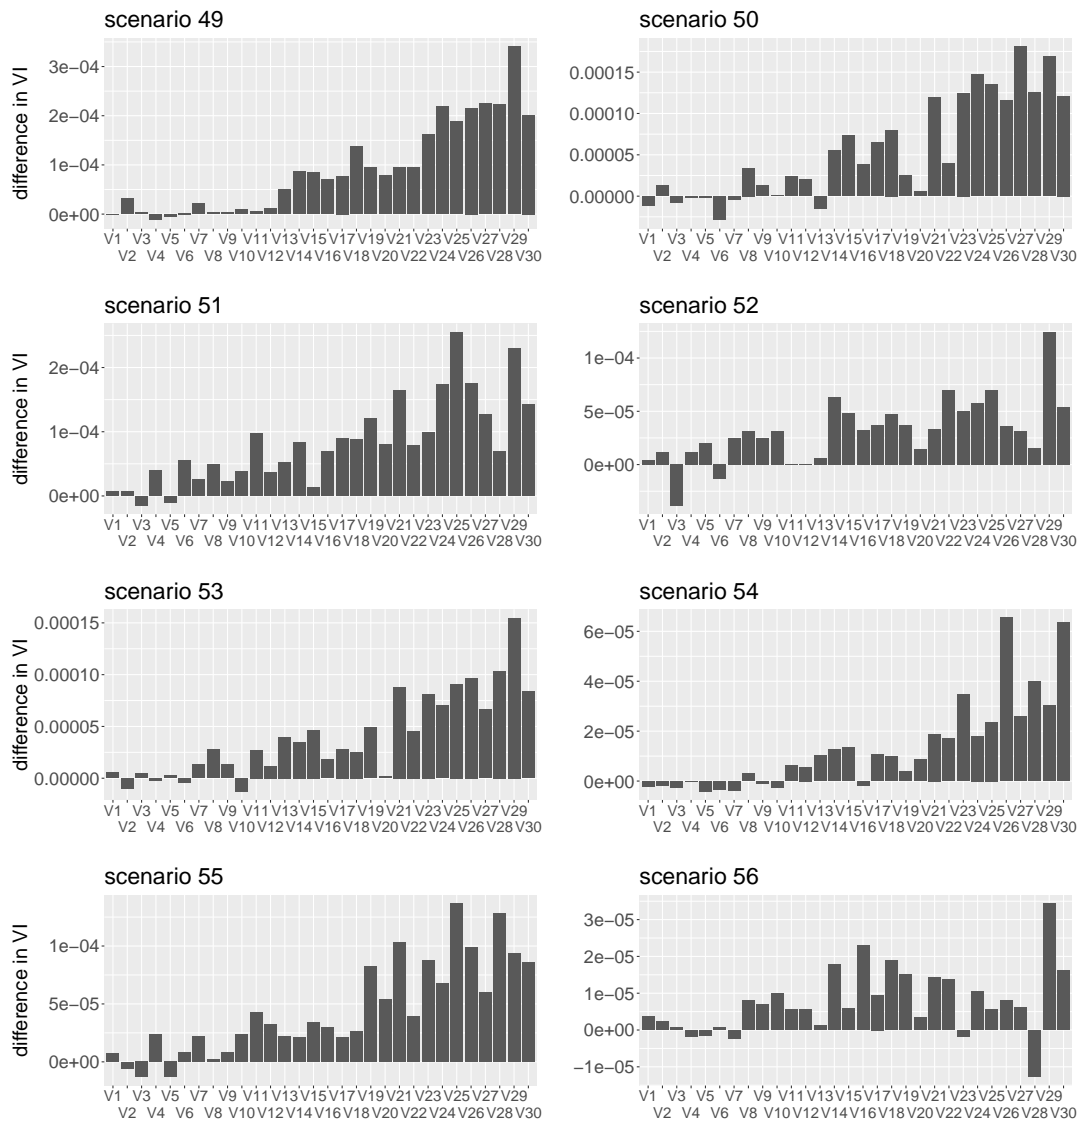 scenario 49
difference in VI
3e−04
2e−04
1e−04
0e+00
V1 V3 V5 V7 V9 V11 V13 V15 V17 V19 V21 V23 V25 V27 V29
V2 V4 V6 V8 V10 V12 V14 V16 V18 V20 V22 V24 V26 V28 V30
scenario 50
0.00015
0.00010
0.00005
0.00000
V1 V3 V5 V7 V9 V11 V13 V15 V17 V19 V21 V23 V25 V27 V29
V2 V4 V6 V8 V10 V12 V14 V16 V18 V20 V22 V24 V26 V28 V30
scenario 51
difference in VI
2e−04
1e−04
0e+00
V1 V3 V5 V7 V9 V11 V13 V15 V17 V19 V21 V23 V25 V27 V29
V2 V4 V6 V8 V10 V12 V14 V16 V18 V20 V22 V24 V26 V28 V30
scenario 52
1e−04
5e−05
0e+00
V1 V3 V5 V7 V9 V11 V13 V15 V17 V19 V21 V23 V25 V27 V29
V2 V4 V6 V8 V10 V12 V14 V16 V18 V20 V22 V24 V26 V28 V30
scenario 53
difference in VI
0.00015
0.00010
0.00005
0.00000
V1 V3 V5 V7 V9 V11 V13 V15 V17 V19 V21 V23 V25 V27 V29
V2 V4 V6 V8 V10 V12 V14 V16 V18 V20 V22 V24 V26 V28 V30
scenario 54
6e−05
4e−05
2e−05
0e+00
V1 V3 V5 V7 V9 V11 V13 V15 V17 V19 V21 V23 V25 V27 V29
V2 V4 V6 V8 V10 V12 V14 V16 V18 V20 V22 V24 V26 V28 V30
scenario 55
difference in VI
1e−04
5e−05
0e+00
V1 V3 V5 V7 V9 V11 V13 V15 V17 V19 V21 V23 V25 V27 V29
V2 V4 V6 V8 V10 V12 V14 V16 V18 V20 V22 V24 V26 V28 V30
scenario 56
3e−05
2e−05
1e−05
0e+00
−1e−05
V1 V3 V5 V7 V9 V11 V13 V15 V17 V19 V21 V23 V25 V27 V29
V2 V4 V6 V8 V10 V12 V14 V16 V18 V20 V22 V24 V26 V28 V30